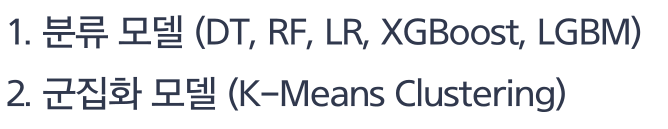 1. 분류 모델 (DT, RF, LR, XGBoost, LGBM)
2. 군집화 모델 (K-Means Clustering)